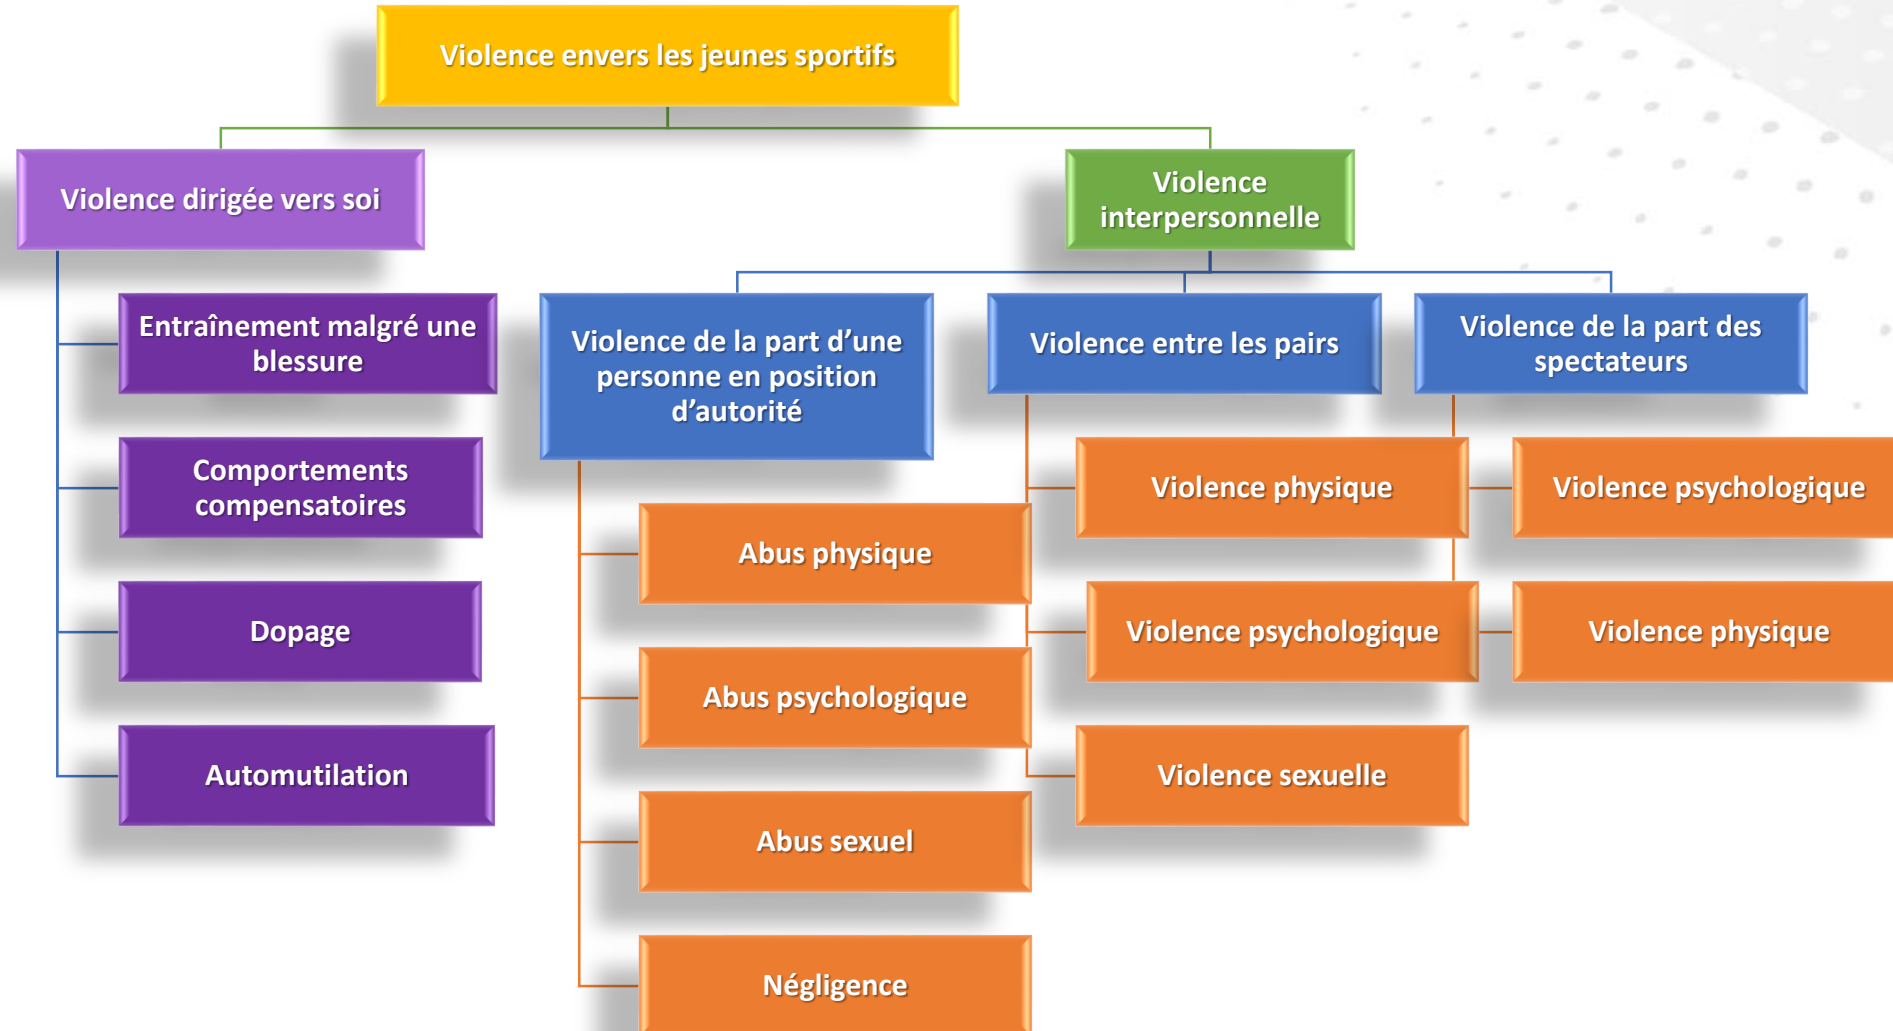 Violence envers les jeunes sportifs
Violence dirigée vers soi
Entraînement malgré une
blessure
Comportements
compensatoires
Dopage
Automutilation
Violence
interpersonnelle
Violence de la part d’une
personne en position
d’autorité
Abus physique
Abus psychologique
Abus sexuel
Négligence
Violence entre les pairs
Violence physique
Violence psychologique
Violence sexuelle
Violence de la part des
spectateurs
Violence psychologique
Violence physique